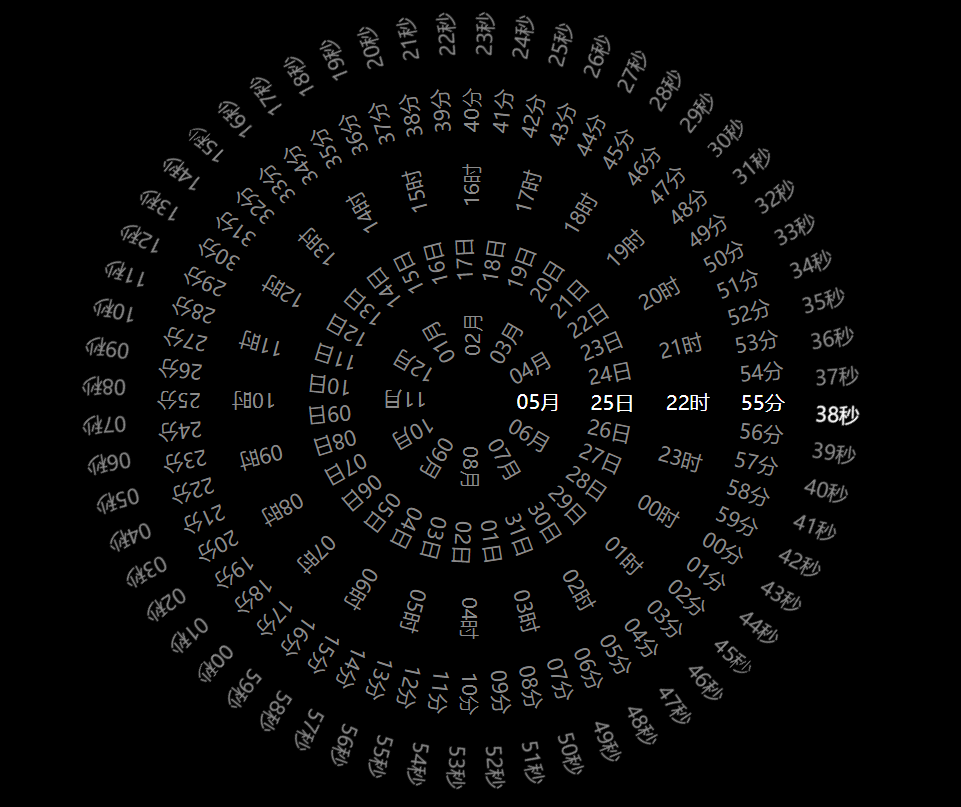 05月 25日 22时 55分 38秒
01月
02月
03月
04月
05月
06月
07月
08月
09月
10月
11月
12月
01日
02日
03日
04日
05日
06日
07日
08日
09日
10日
11日
12日
13日
14日
15日
16日
17日
18日
19日
20日
21日
22日
23日
24日
25日
26日
27日
28日
29日
30日
31日
00时
01时
02时
03时
04时
05时
06时
07时
08时
09时
10时
11时
12时
13时
14时
15时
16时
17时
18时
19时
20时
21时
22时
23时
00分
01分
02分
03分
04分
05分
06分
07分
08分
09分
10分
11分
12分
13分
14分
15分
16分
17分
18分
19分
20分
21分
22分
23分
24分
25分
26分
27分
28分
29分
30分
31分
32分
33分
34分
35分
36分
37分
38分
39分
40分
41分
42分
43分
44分
45分
46分
47分
48分
49分
50分
51分
52分
53分
54分
55分
56分
57分
58分
59分
00秒
01秒
02秒
03秒
04秒
05秒
06秒
07秒
08秒
09秒
10秒
11秒
12秒
13秒
14秒
15秒
16秒
17秒
18秒
19秒
20秒
21秒
22秒
23秒
24秒
25秒
26秒
27秒
28秒
29秒
30秒
31秒
32秒
33秒
34秒
35秒
36秒
37秒
38秒
39秒
40秒
41秒
42秒
43秒
44秒
45秒
46秒
47秒
48秒
49秒
50秒
51秒
52秒
53秒
54秒
55秒
56秒
57秒
58秒
59秒